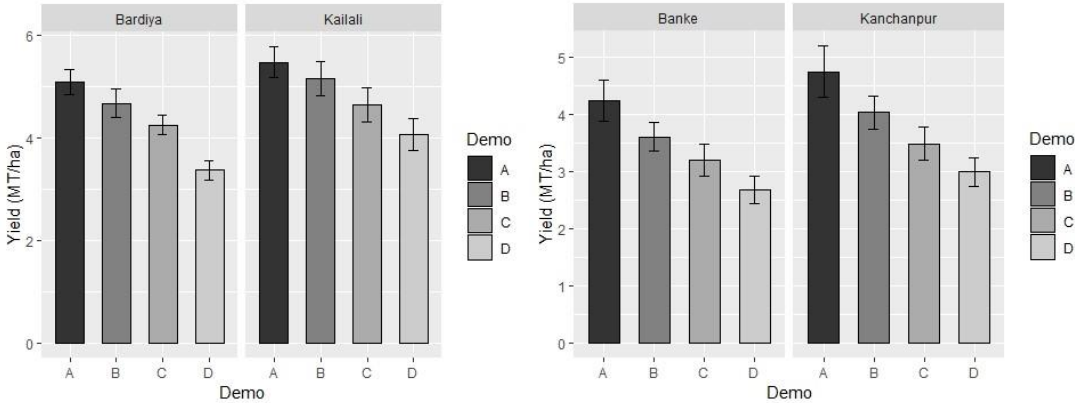 Bardiya
Kailali
6
4
2
0
Yield (MT/ha)
A B C D
A B C D
Demo
Demo
A
B
C
D
Banke
Kanchanpur
5
4
3
2
1
0
Yield (MT/ha)
A B C D
A B C D
Demo
Demo
A
B
C
D